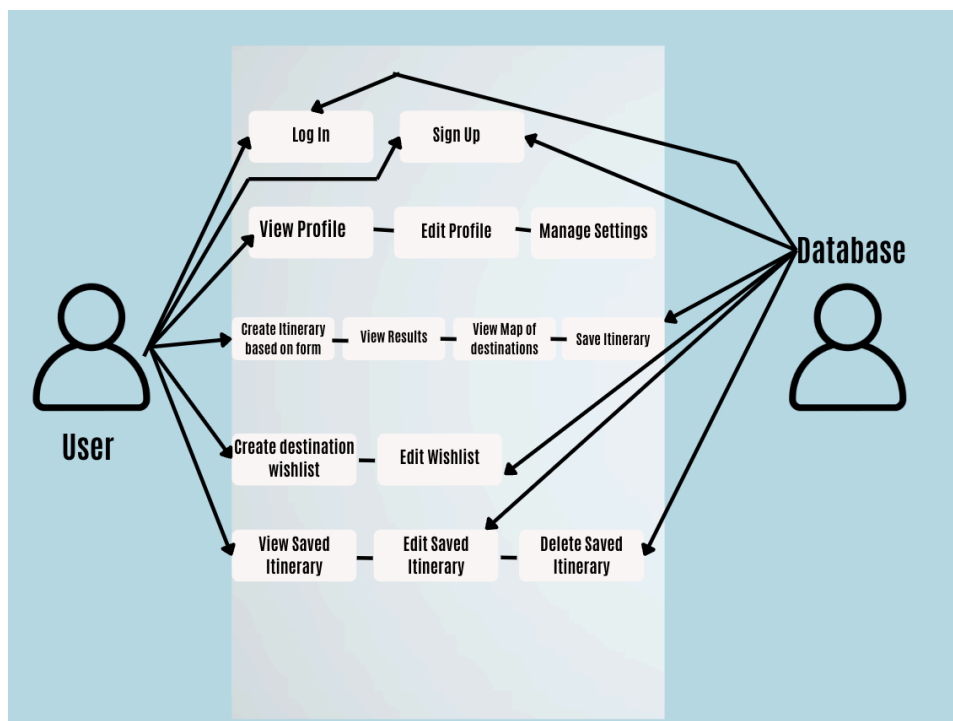 Log In
Sign Up
View Profile
Edit Profile
Manage Settings
Database
Create Itinerary
based on form
View Results
View Map of
destinations
Save Itinerary
User
Create destination
wishlist
Edit Wishlist
View Saved
Itinerary
Edit Saved
Itinerary
Delete Saved
Itinerary